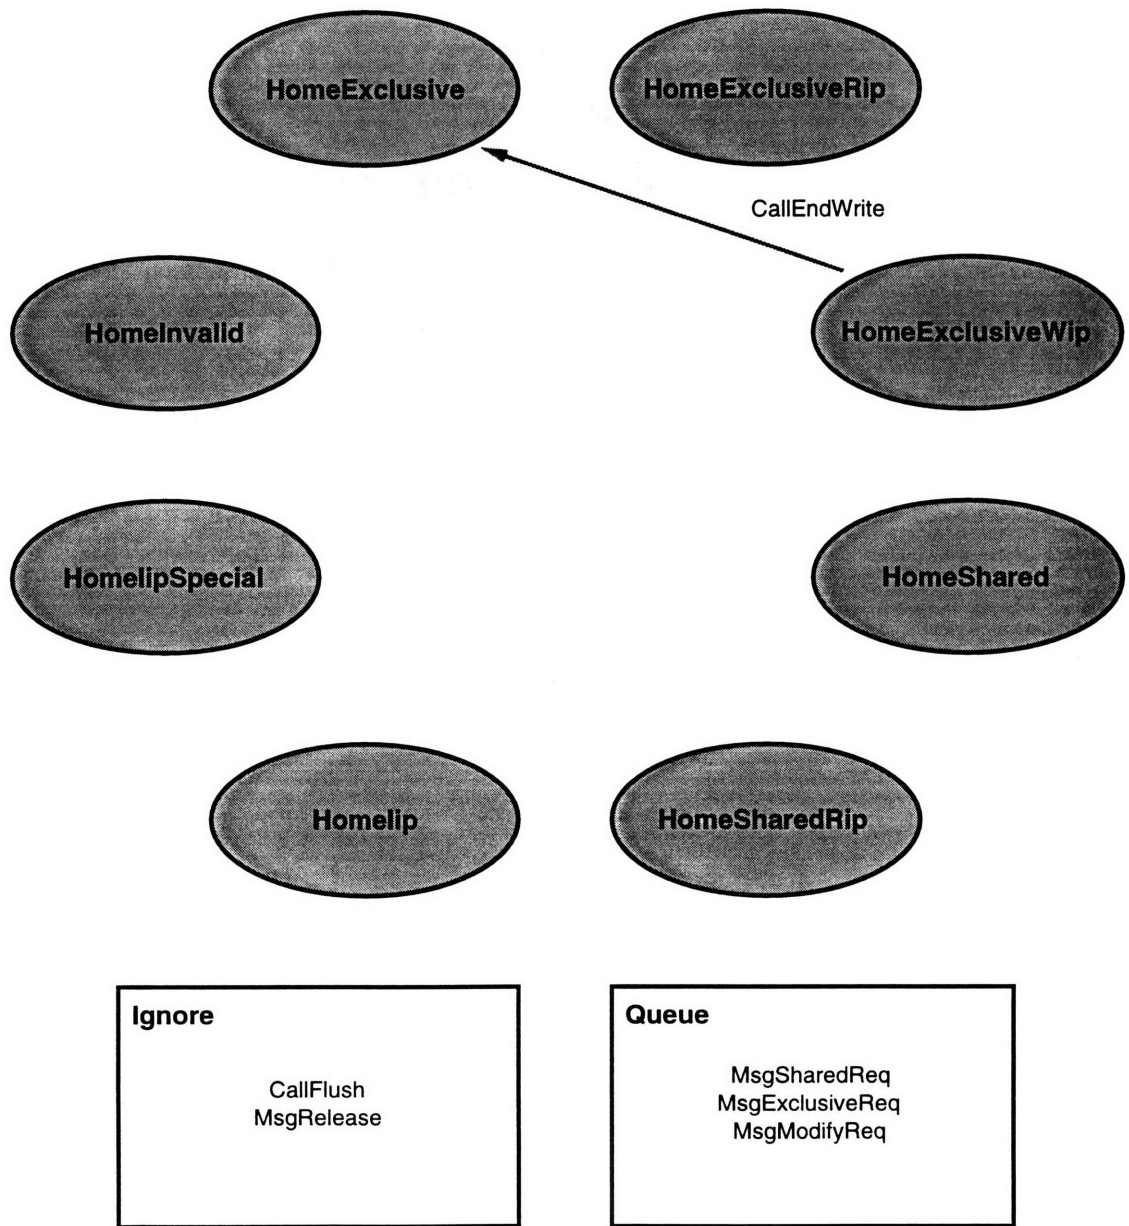 HomeExclusive
HomeExclusiveRip
CallEndWrite
HomeInvalid
HomeExclusiveWip
HomeIipSpecial
HomeShared
HomeIip
HomeSharedRip
Ignore
CallFlush
MsgRelease
Queue
MsgSharedReq
MsgExclusiveReq
MsgModifyReq